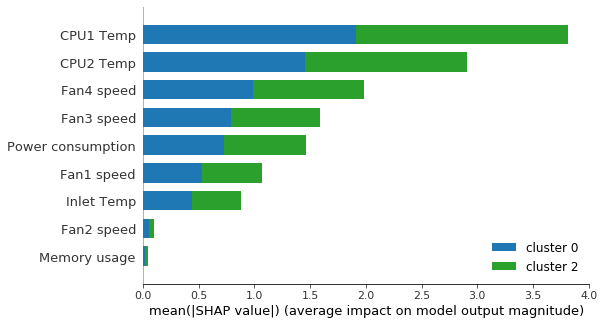 CPU1 Temp
CPU2 Temp
Fan4 speed
Fan3 speed
Power consumption
Fan1 speed
Inlet Temp
Fan2 speed
Memory usage
cluster 0
cluster 2
0.0 0.5 1.0 1.5 2.0 2.5 3.0 3.5 4.0
mean(|SHAP value|) (average impact on model output magnitude)